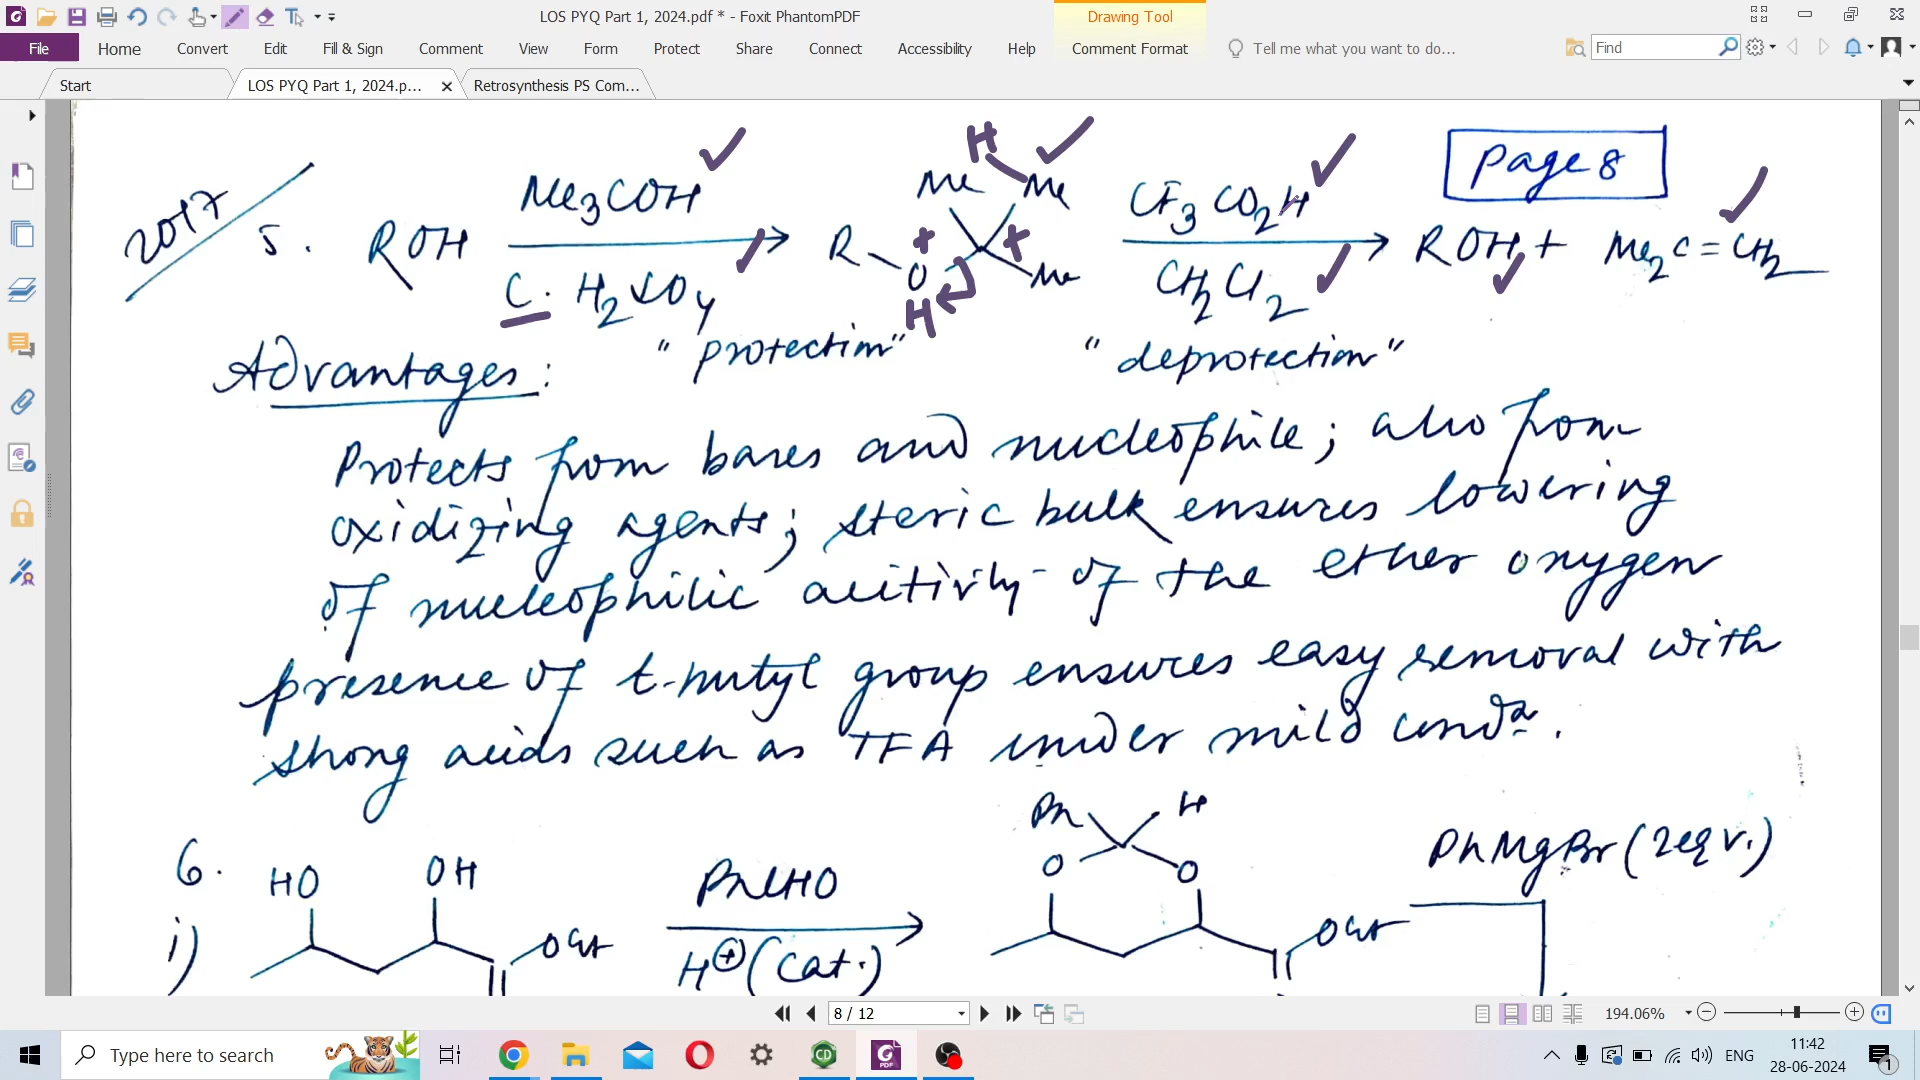 LOS PYQ Part 1, 2024.pdf * - Foxit PhantomPDF
Drawing Tool
File Home Convert Edit Fill & Sign Comment View Form Protect Share Connect Accessibility Help Comment Format Tell me what you want to do... Find
Start LOS PYQ Part 1, 2024.p... Retrosynthesis PS Com...
Page 8
2017
5. ROH Me3COH C. H2SO4 R O H Me Me H Me + + CF3CO2H CH2Cl2 ROH + Me2C=CH2
"protection" "deprotection"
Advantages:
Protects from bases and nucleophile; also from
oxidizing agents; steric bulk ensures lowering
of nucleophilic activity of the ether oxygen
presence of t-butyl group ensures easy removal with
strong acids such as TFA under mild condn.
6.
i) HO OH OEt PhCHO H⊕ (cat.) Ph H O O OEt PhMgBr (2eqv.)
8 / 12 194.06%
Type here to search ENG 11:42
28-06-2024
1